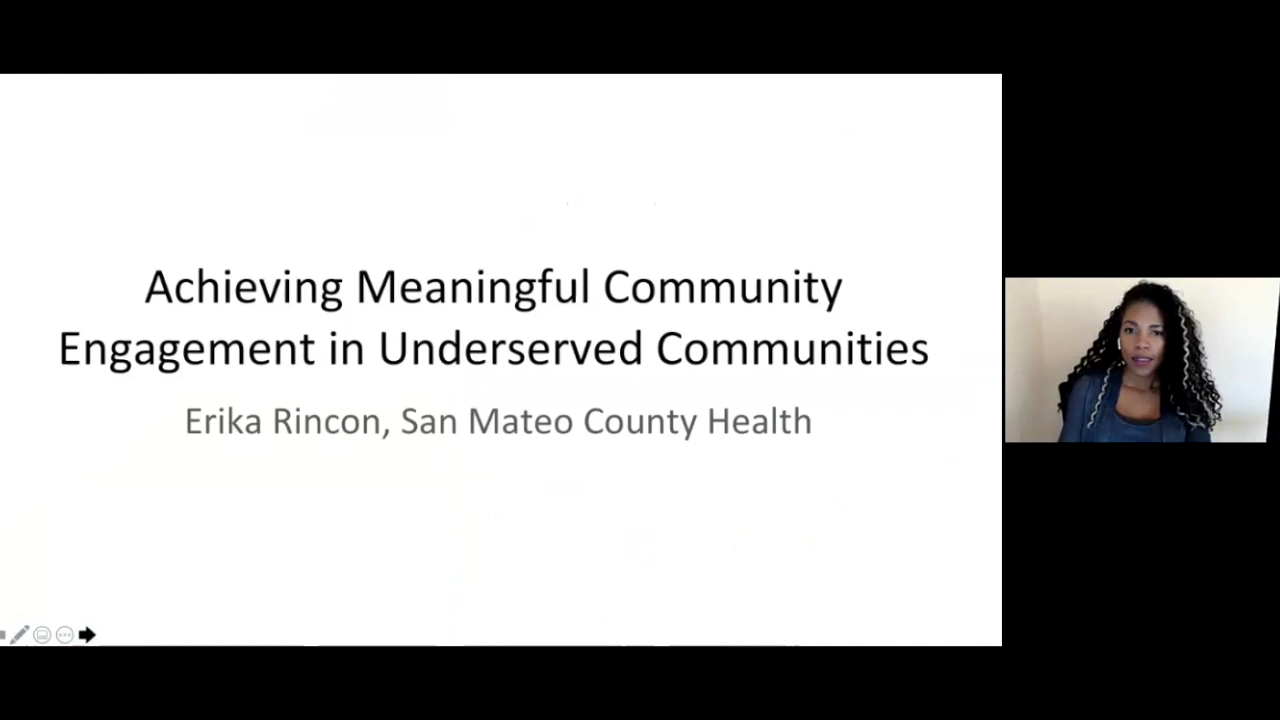 Achieving Meaningful Community
Engagement in Underserved Communities
Erika Rincon, San Mateo County Health